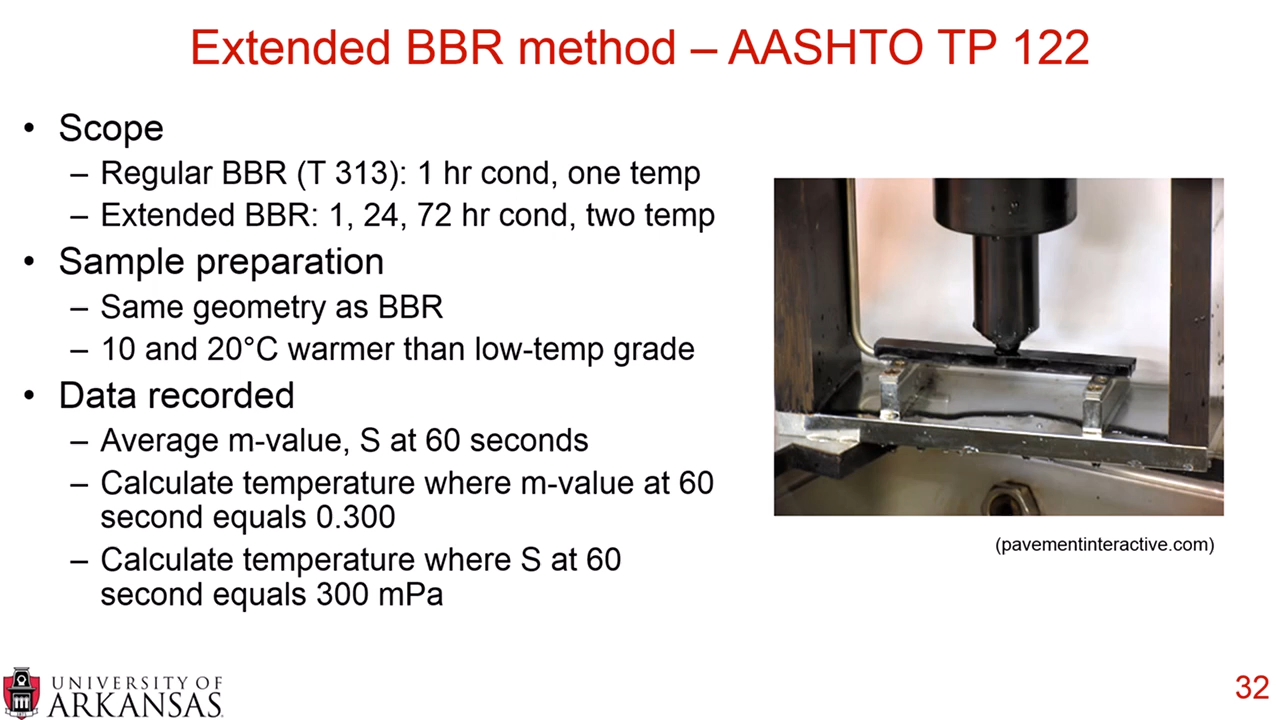 Extended BBR method – AASHTO TP 122
• Scope
– Regular BBR (T 313): 1 hr cond, one temp
– Extended BBR: 1, 24, 72 hr cond, two temp
• Sample preparation
– Same geometry as BBR
– 10 and 20°C warmer than low-temp grade
• Data recorded
– Average m-value, S at 60 seconds
– Calculate temperature where m-value at 60
second equals 0.300
– Calculate temperature where S at 60
second equals 300 mPa
(pavementinteractive.com)
UNIVERSITY OF
ARKANSAS
32